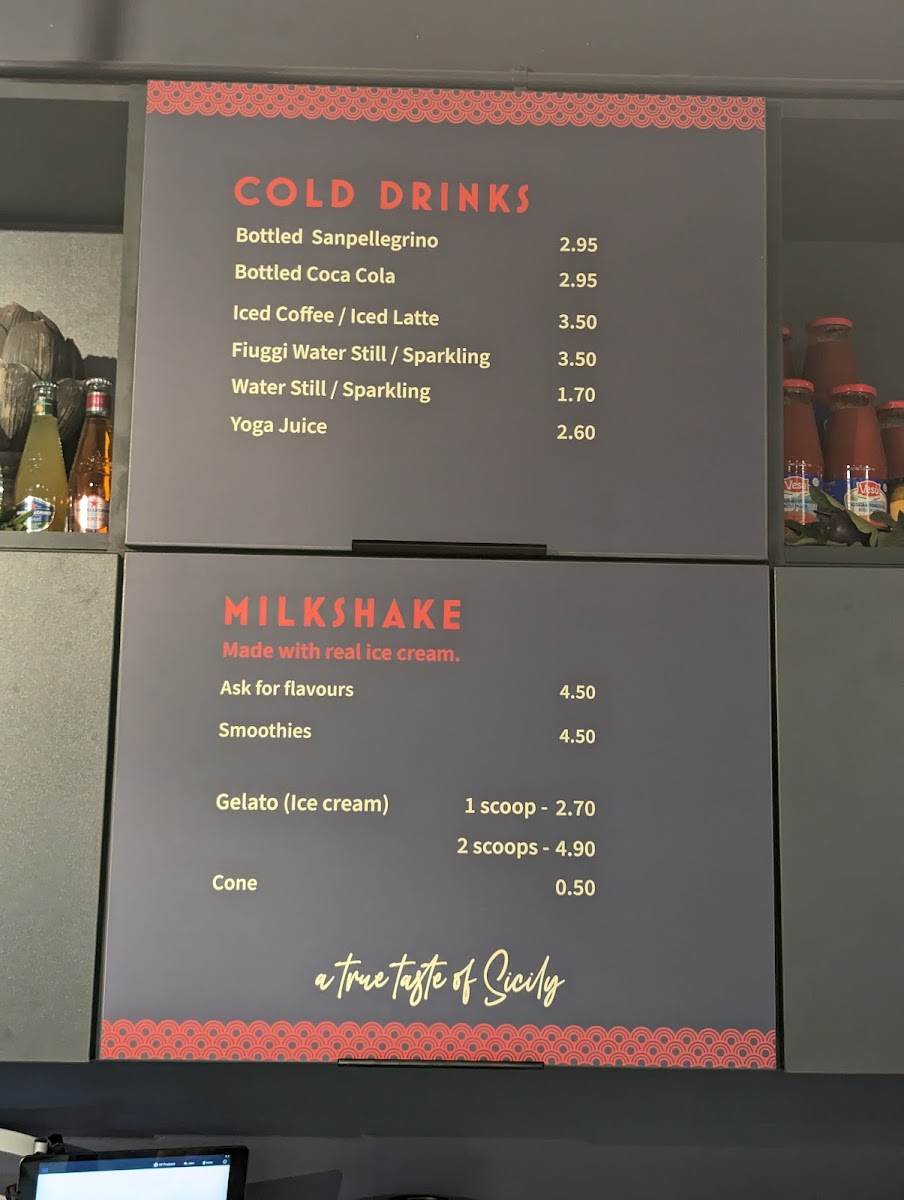 COLD DRINKS
Bottled Sanpellegrino 2.95
Bottled Coca Cola 2.95
Iced Coffee / Iced Latte 3.50
Fiuggi Water Still / Sparkling 3.50
Water Still / Sparkling 1.70
Yoga Juice 2.60
MILKSHAKE
Made with real ice cream.
Ask for flavours 4.50
Smoothies 4.50
Gelato (Ice cream) 1 scoop - 2.70
2 scoops - 4.90
Cone 0.50
a true taste of Sicily
Vesù
Vesù